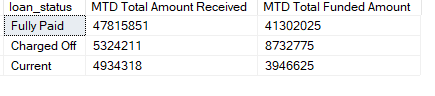 loan_status MTD Total Amount Received MTD Total Funded Amount
Fully Paid 47815851 41302025
Charged Off 5324211 8732775
Current 4934318 3946625